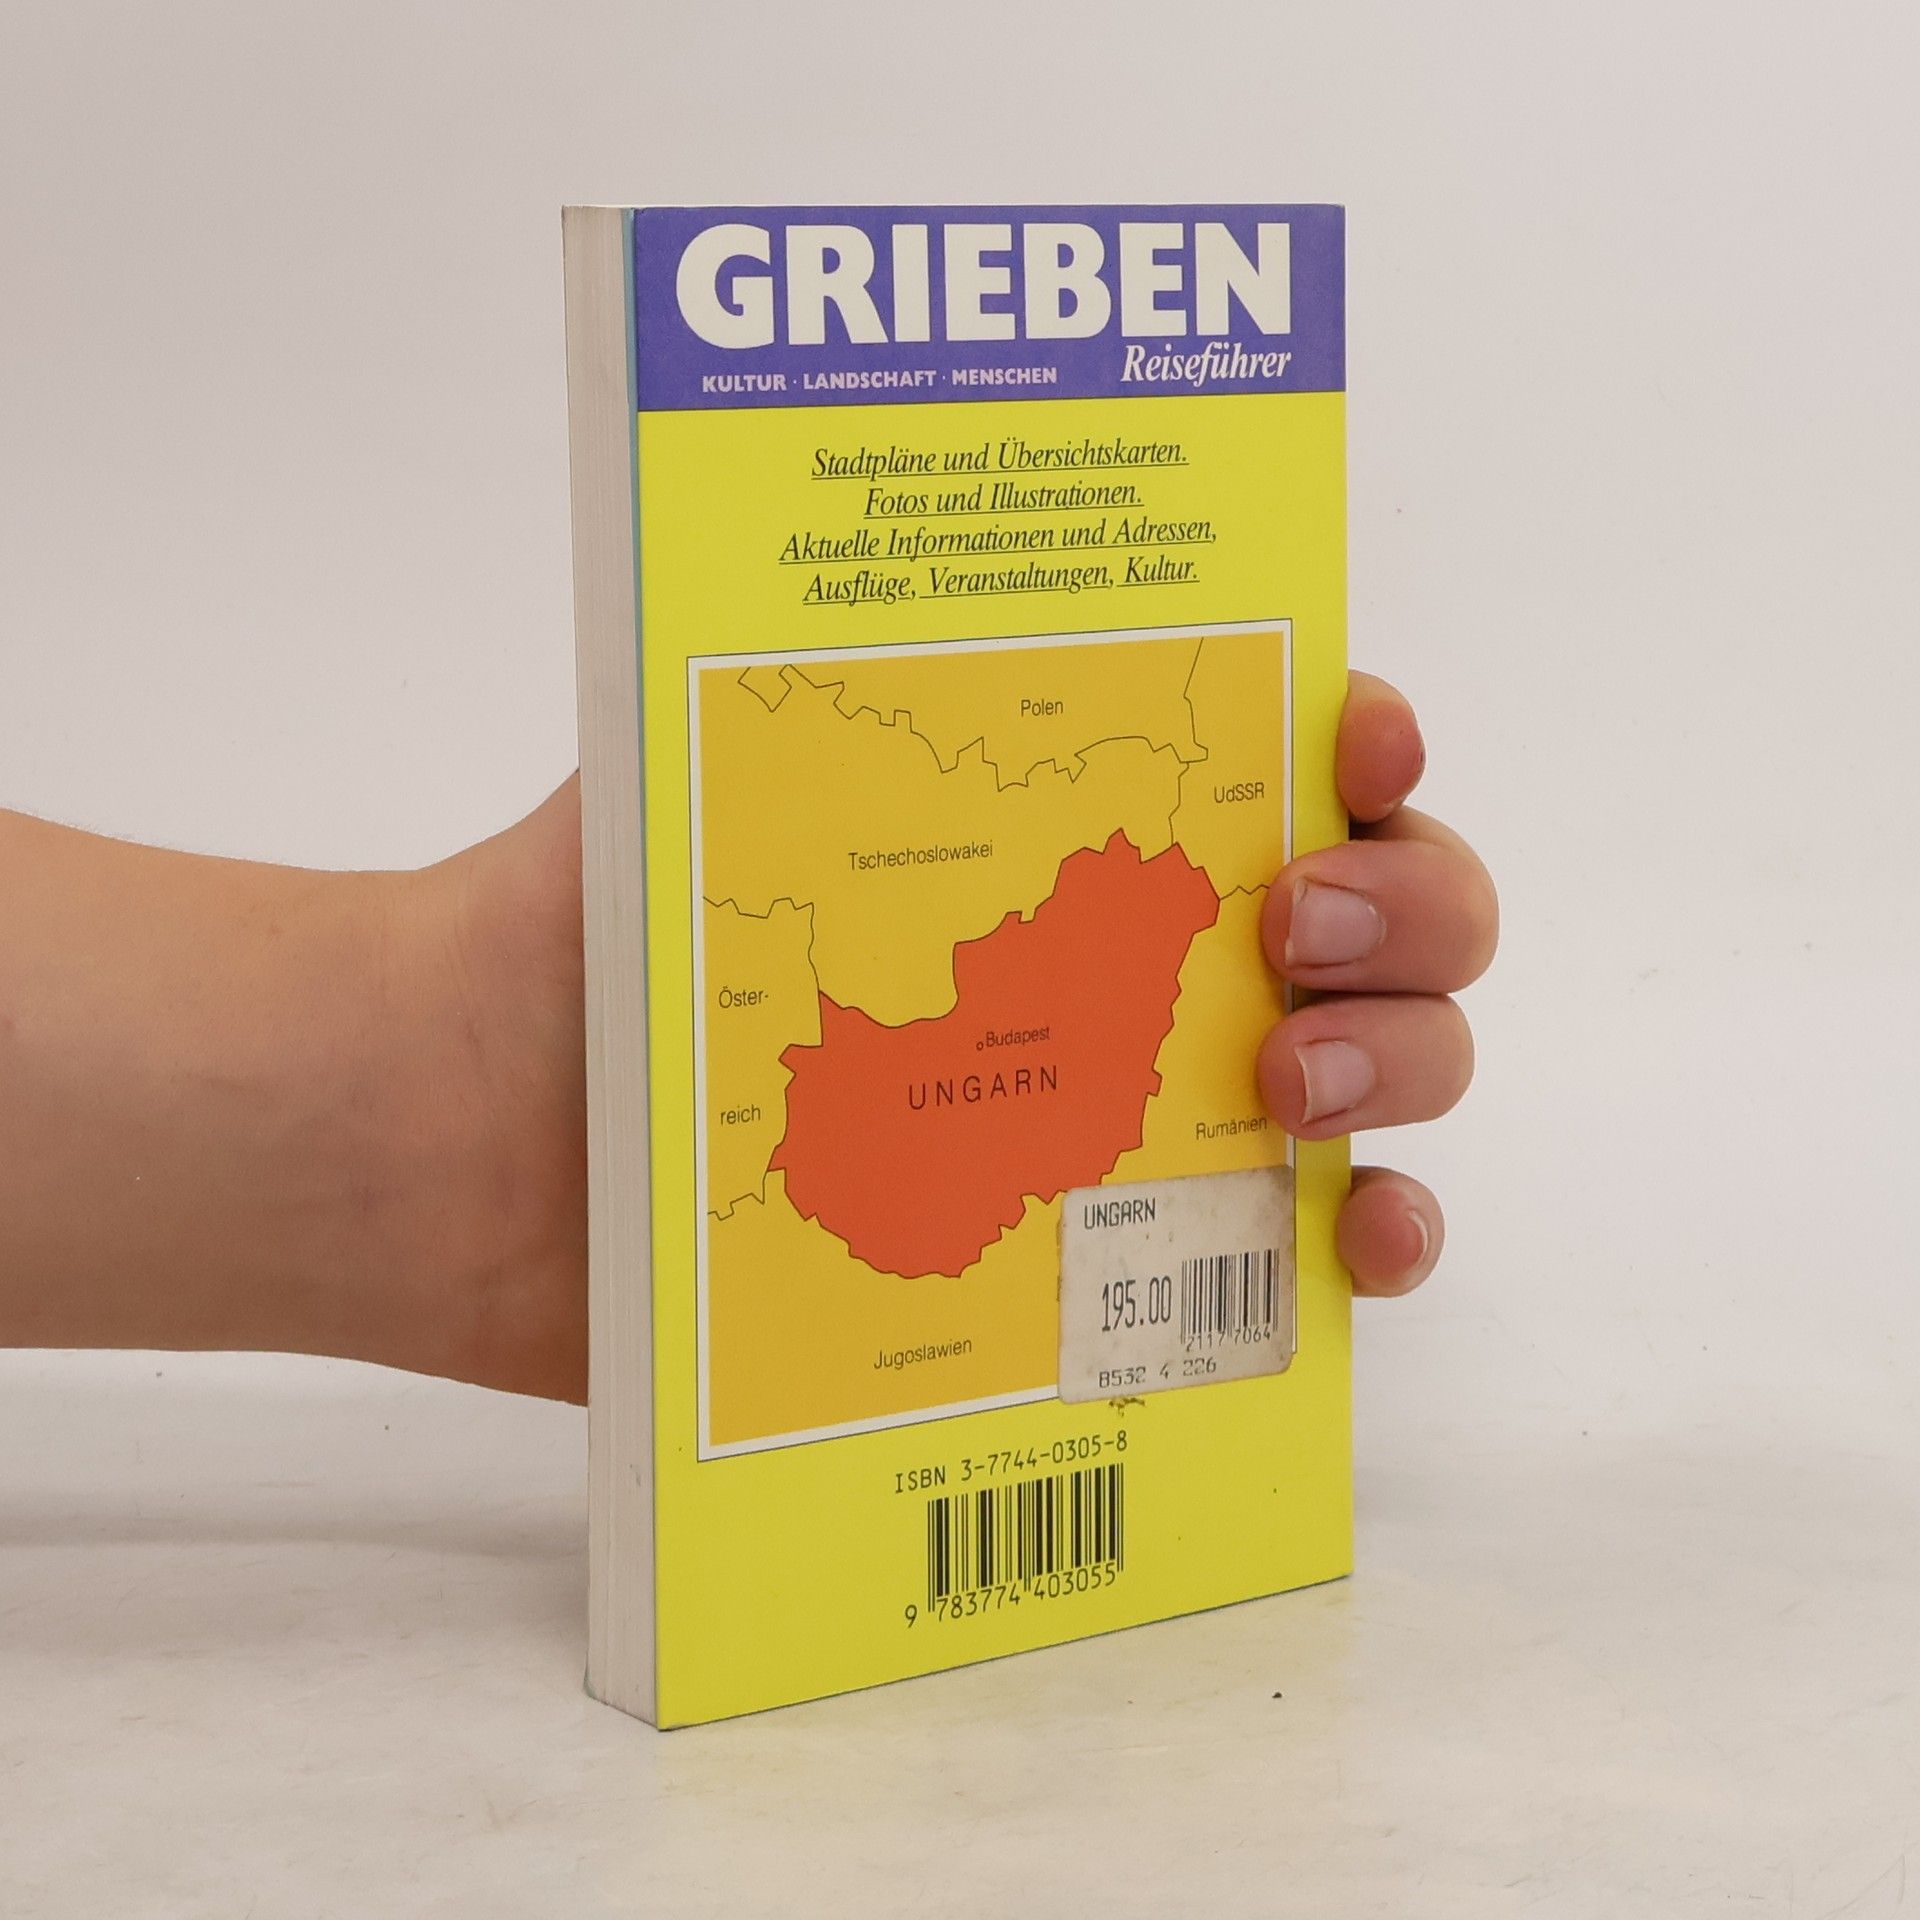 GRIEBEN
Reiseführer
KULTUR · LANDSCHAFT · MENSCHEN
Stadtpläne und Übersichtskarten.
Fotos und Illustrationen.
Aktuelle Informationen und Adressen,
Ausflüge, Veranstaltungen, Kultur.
Polen
UdSSR
Tschechoslowakei
Öster-
reich
Budapest
UNGARN
Rumänien
Jugoslawien
UNGARN
195.00
2117 7064
8532 4 226
ISBN 3-7744-0305-8
9 783774 403055